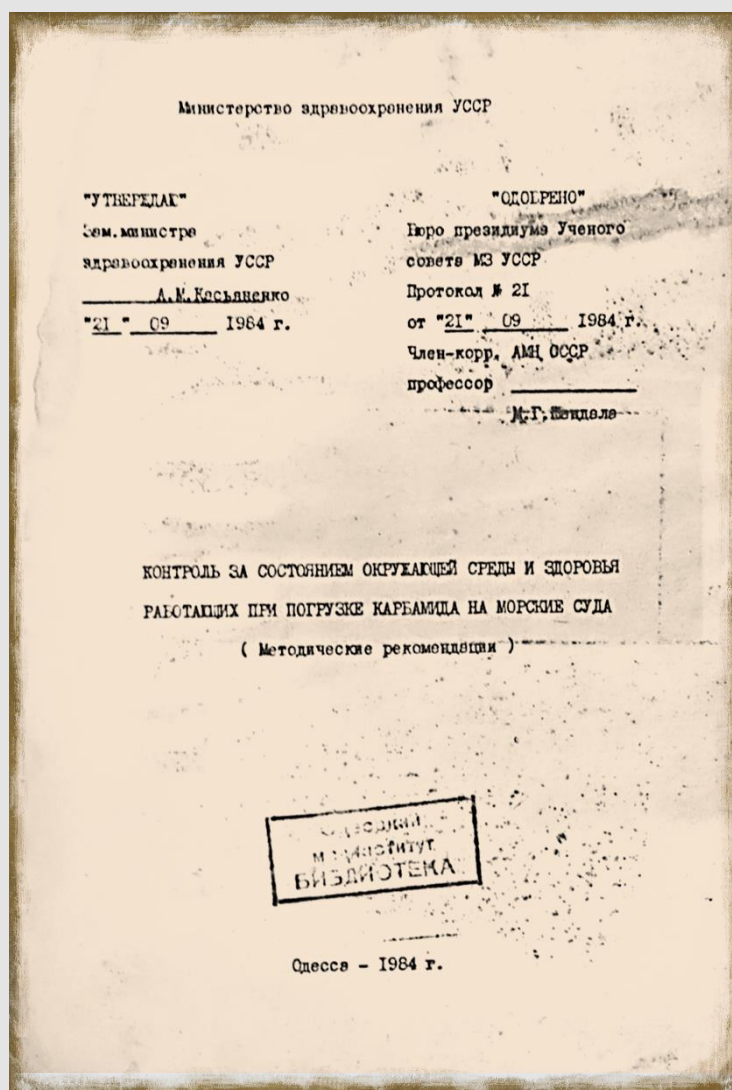 Министерство здравоохранения УССР
"УТВЕРЖДАЮ"
Зам.министра
здравоохранения УССР
А.М.Касьяненко
"21" 09 1984 г.
"ОДОБРЕНО"
Бюро президиума Ученого
совета МЗ УССР
Протокол № 21
от "21" 09 1984 г.
Член-корр. АМН СССР
профессор
М.Г.Шандала
КОНТРОЛЬ ЗА СОСТОЯНИЕМ ОКРУЖАЮЩЕЙ СРЕДЫ И ЗДОРОВЬЯ
РАБОТАЮЩИХ ПРИ ПОГРУЗКЕ КАРБАМИДА НА МОРСКИЕ СУДА
( Методические рекомендации )
БИБЛИОТЕКА
Одесса - 1984 г.